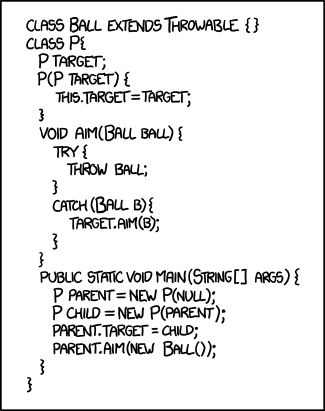 CLASS BALL EXTENDS THROWABLE {}
CLASS P{
P TARGET;
P(P TARGET) {
THIS.TARGET = TARGET;
}
VOID AIM(BALL BALL) {
TRY {
THROW BALL;
}
CATCH (BALL B){
TARGET.AIM(B);
}
}
PUBLIC STATIC VOID MAIN(STRING[] ARGS) {
P PARENT = NEW P(NULL);
P CHILD = NEW P(PARENT);
PARENT.TARGET = CHILD;
PARENT.AIM(NEW BALL());
}
}